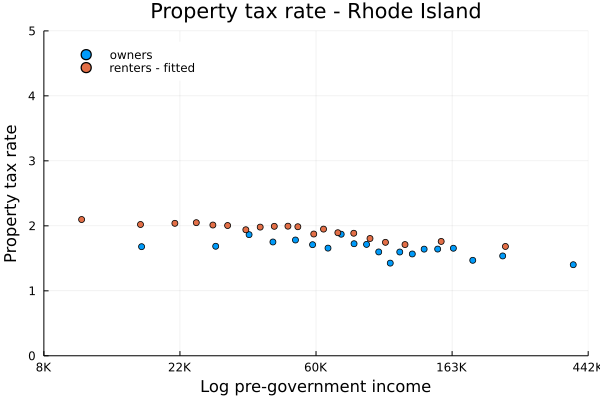 Property tax rate - Rhode Island
owners
renters - fitted
Property tax rate
5
4
3
2
1
0
8K 22K 60K 163K 442K
Log pre-government income